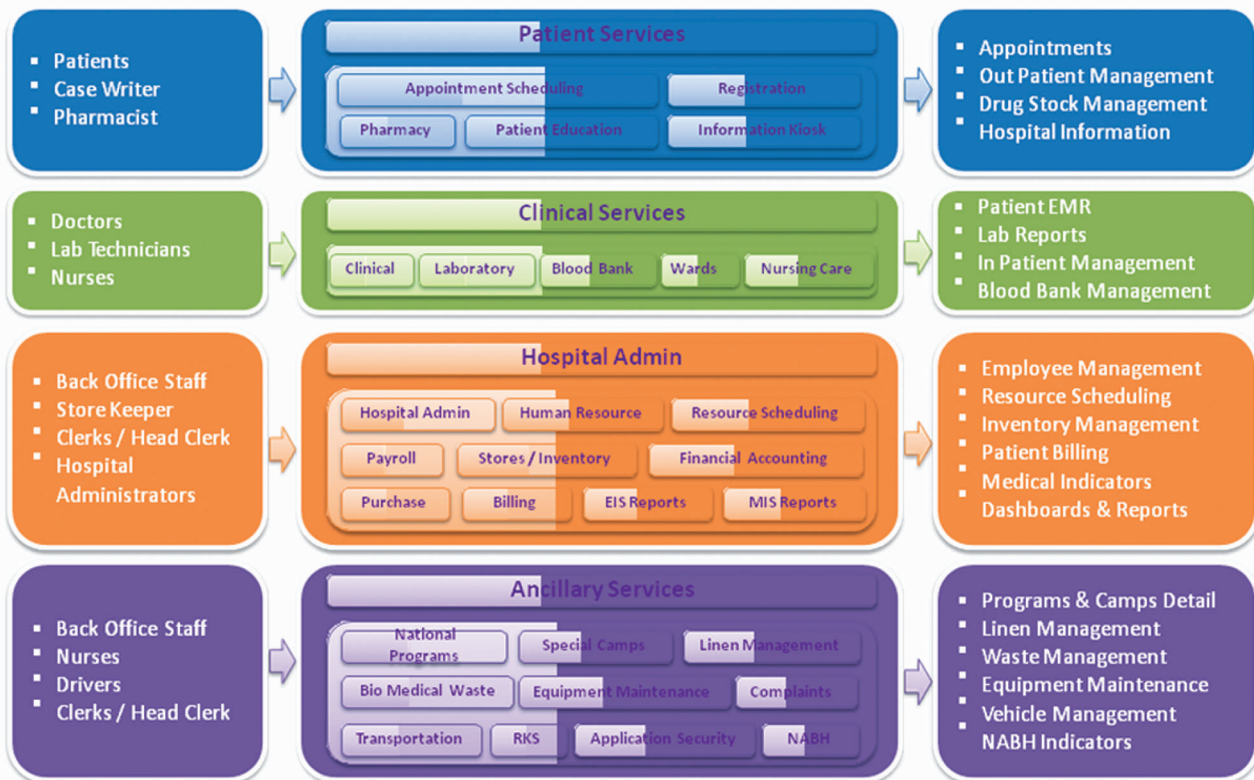 Patients
Case Writer
Pharmacist
Patient Services
Appointment Scheduling
Registration
Pharmacy
Patient Education
Information Kiosk
Appointments
Out Patient Management
Drug Stock Management
Hospital Information
Doctors
Lab Technicians
Nurses
Clinical Services
Clinical
Laboratory
Blood Bank
Wards
Nursing Care
Patient EMR
Lab Reports
In Patient Management
Blood Bank Management
Back Office Staff
Store Keeper
Clerks / Head Clerk
Hospital
Administrators
Hospital Admin
Hospital Admin
Human Resource
Resource Scheduling
Payroll
Stores / Inventory
Financial Accounting
Purchase
Billing
EIS Reports
MIS Reports
Employee Management
Resource Scheduling
Inventory Management
Patient Billing
Medical Indicators
Dashboards & Reports
Back Office Staff
Nurses
Drivers
Clerks / Head Clerk
Ancillary Services
National
Programs
Special Camps
Linen Management
Bio Medical Waste
Equipment Maintenance
Complaints
Transportation
RKS
Application Security
NABH
Programs & Camps Detail
Linen Management
Waste Management
Equipment Maintenance
Vehicle Management
NABH Indicators